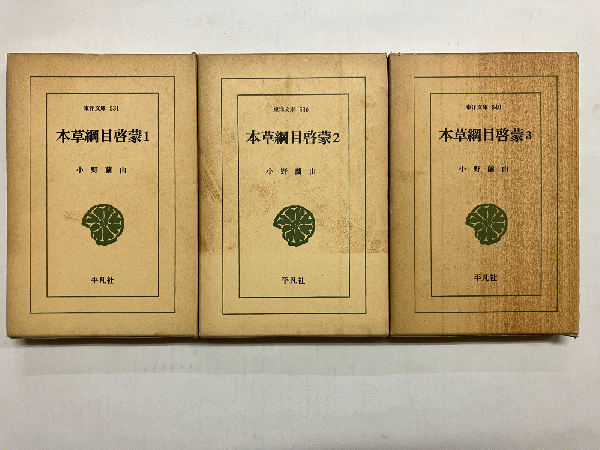 東洋文庫 531
本草綱目啓蒙1
小野蘭山
平凡社
東洋文庫 536
本草綱目啓蒙2
小野蘭山
平凡社
東洋文庫 540
本草綱目啓蒙3
小野蘭山
平凡社